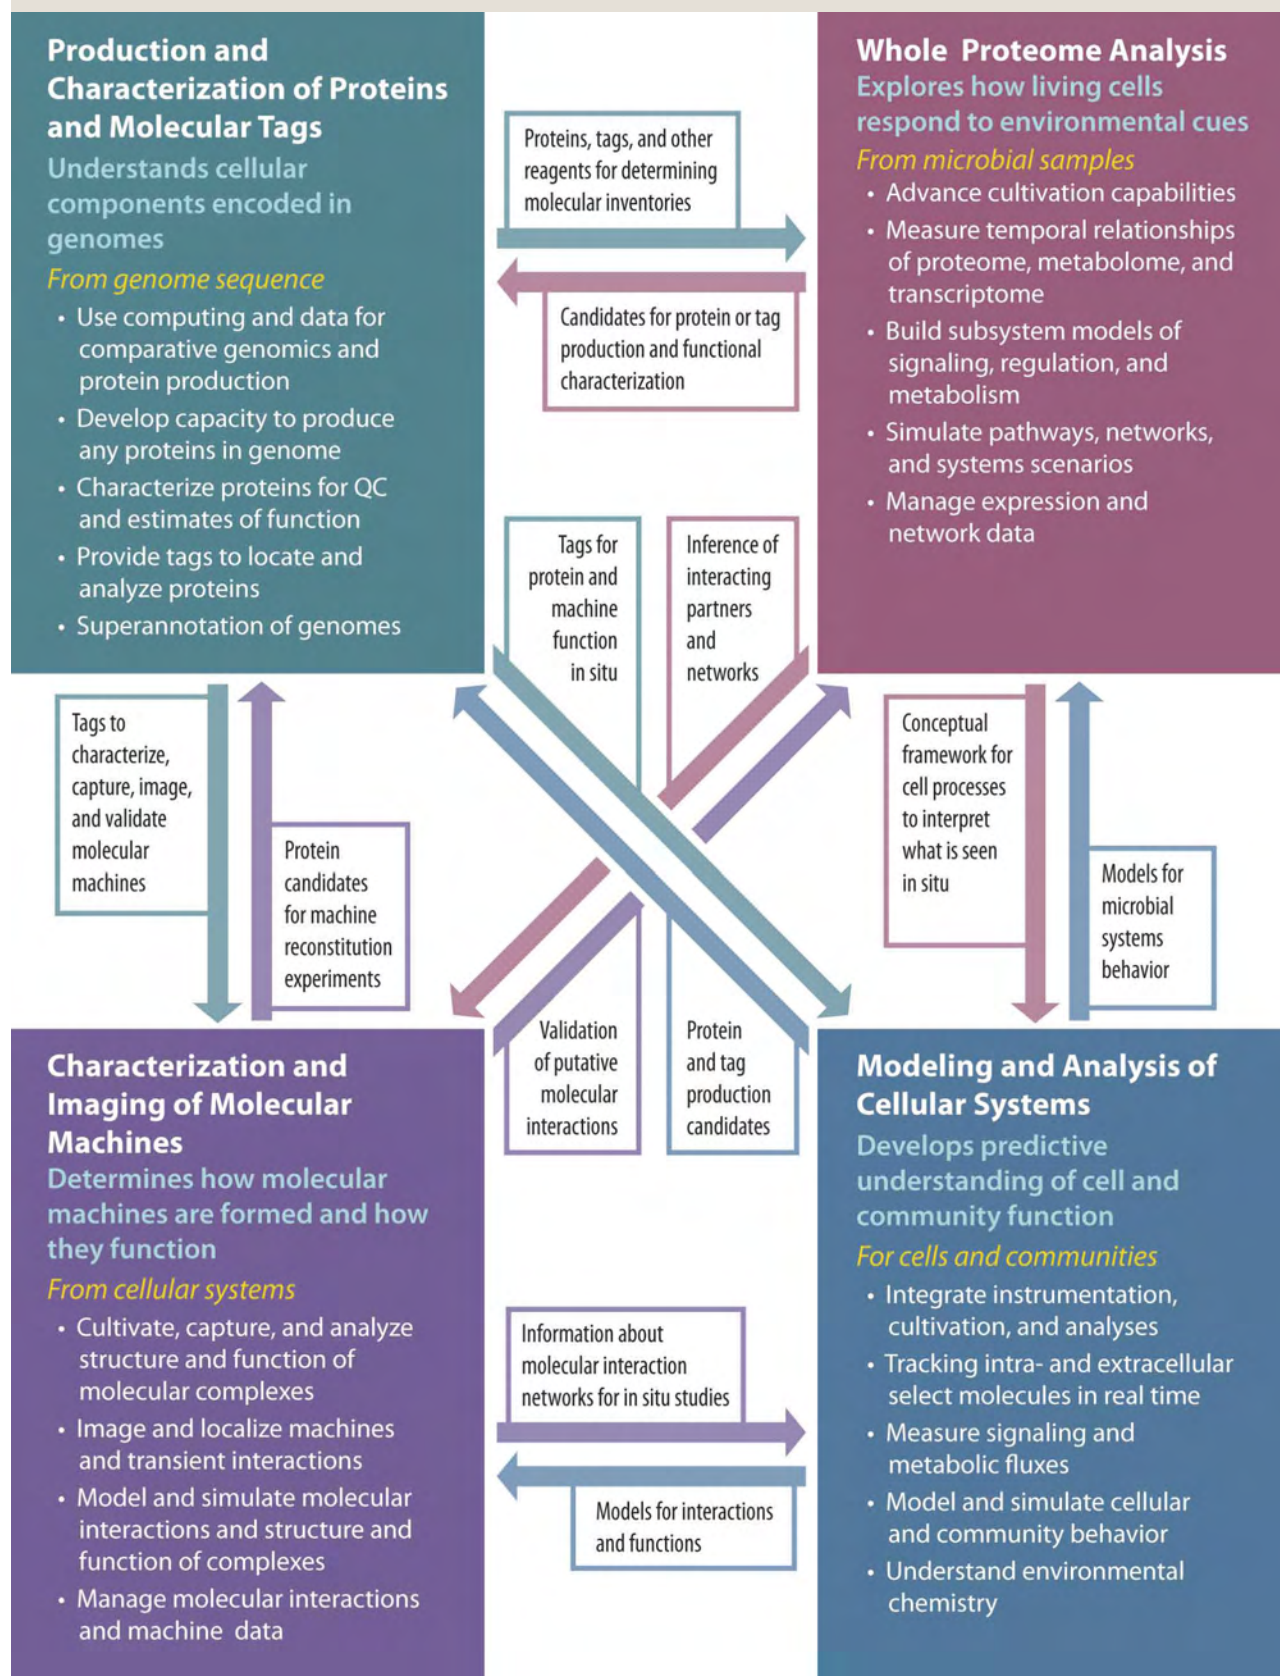 Production and
Characterization of Proteins
and Molecular Tags
Understands cellular
components encoded in
genomes
From genome sequence
• Use computing and data for
comparative genomics and
protein production
• Develop capacity to produce
any proteins in genome
• Characterize proteins for QC
and estimates of function
• Provide tags to locate and
analyze proteins
• Superannotation of genomes
Proteins, tags, and other
reagents for determining
molecular inventories
Candidates for protein or tag
production and functional
characterization
Whole Proteome Analysis
Explores how living cells
respond to environmental cues
From microbial samples
• Advance cultivation capabilities
• Measure temporal relationships
of proteome, metabolome, and
transcriptome
• Build subsystem models of
signaling, regulation, and
metabolism
• Simulate pathways, networks,
and systems scenarios
• Manage expression and
network data
Tags for
protein and
machine
function
in situ
Inference of
interacting
partners
and
networks
Tags to
characterize,
capture, image,
and validate
molecular
machines
Protein
candidates
for machine
reconstitution
experiments
Conceptual
framework for
cell processes
to interpret
what is seen
in situ
Models for
microbial
systems
behavior
Validation
of putative
molecular
interactions
Protein
and tag
production
candidates
Characterization and
Imaging of Molecular
Machines
Determines how molecular
machines are formed and how
they function
From cellular systems
• Cultivate, capture, and analyze
structure and function of
molecular complexes
• Image and localize machines
and transient interactions
• Model and simulate molecular
interactions and structure and
function of complexes
• Manage molecular interactions
and machine data
Information about
molecular interaction
networks for in situ studies
Models for interactions
and functions
Modeling and Analysis of
Cellular Systems
Develops predictive
understanding of cell and
community function
For cells and communities
• Integrate instrumentation,
cultivation, and analyses
• Tracking intra- and extracellular
select molecules in real time
• Measure signaling and
metabolic fluxes
• Model and simulate cellular
and community behavior
• Understand environmental
chemistry